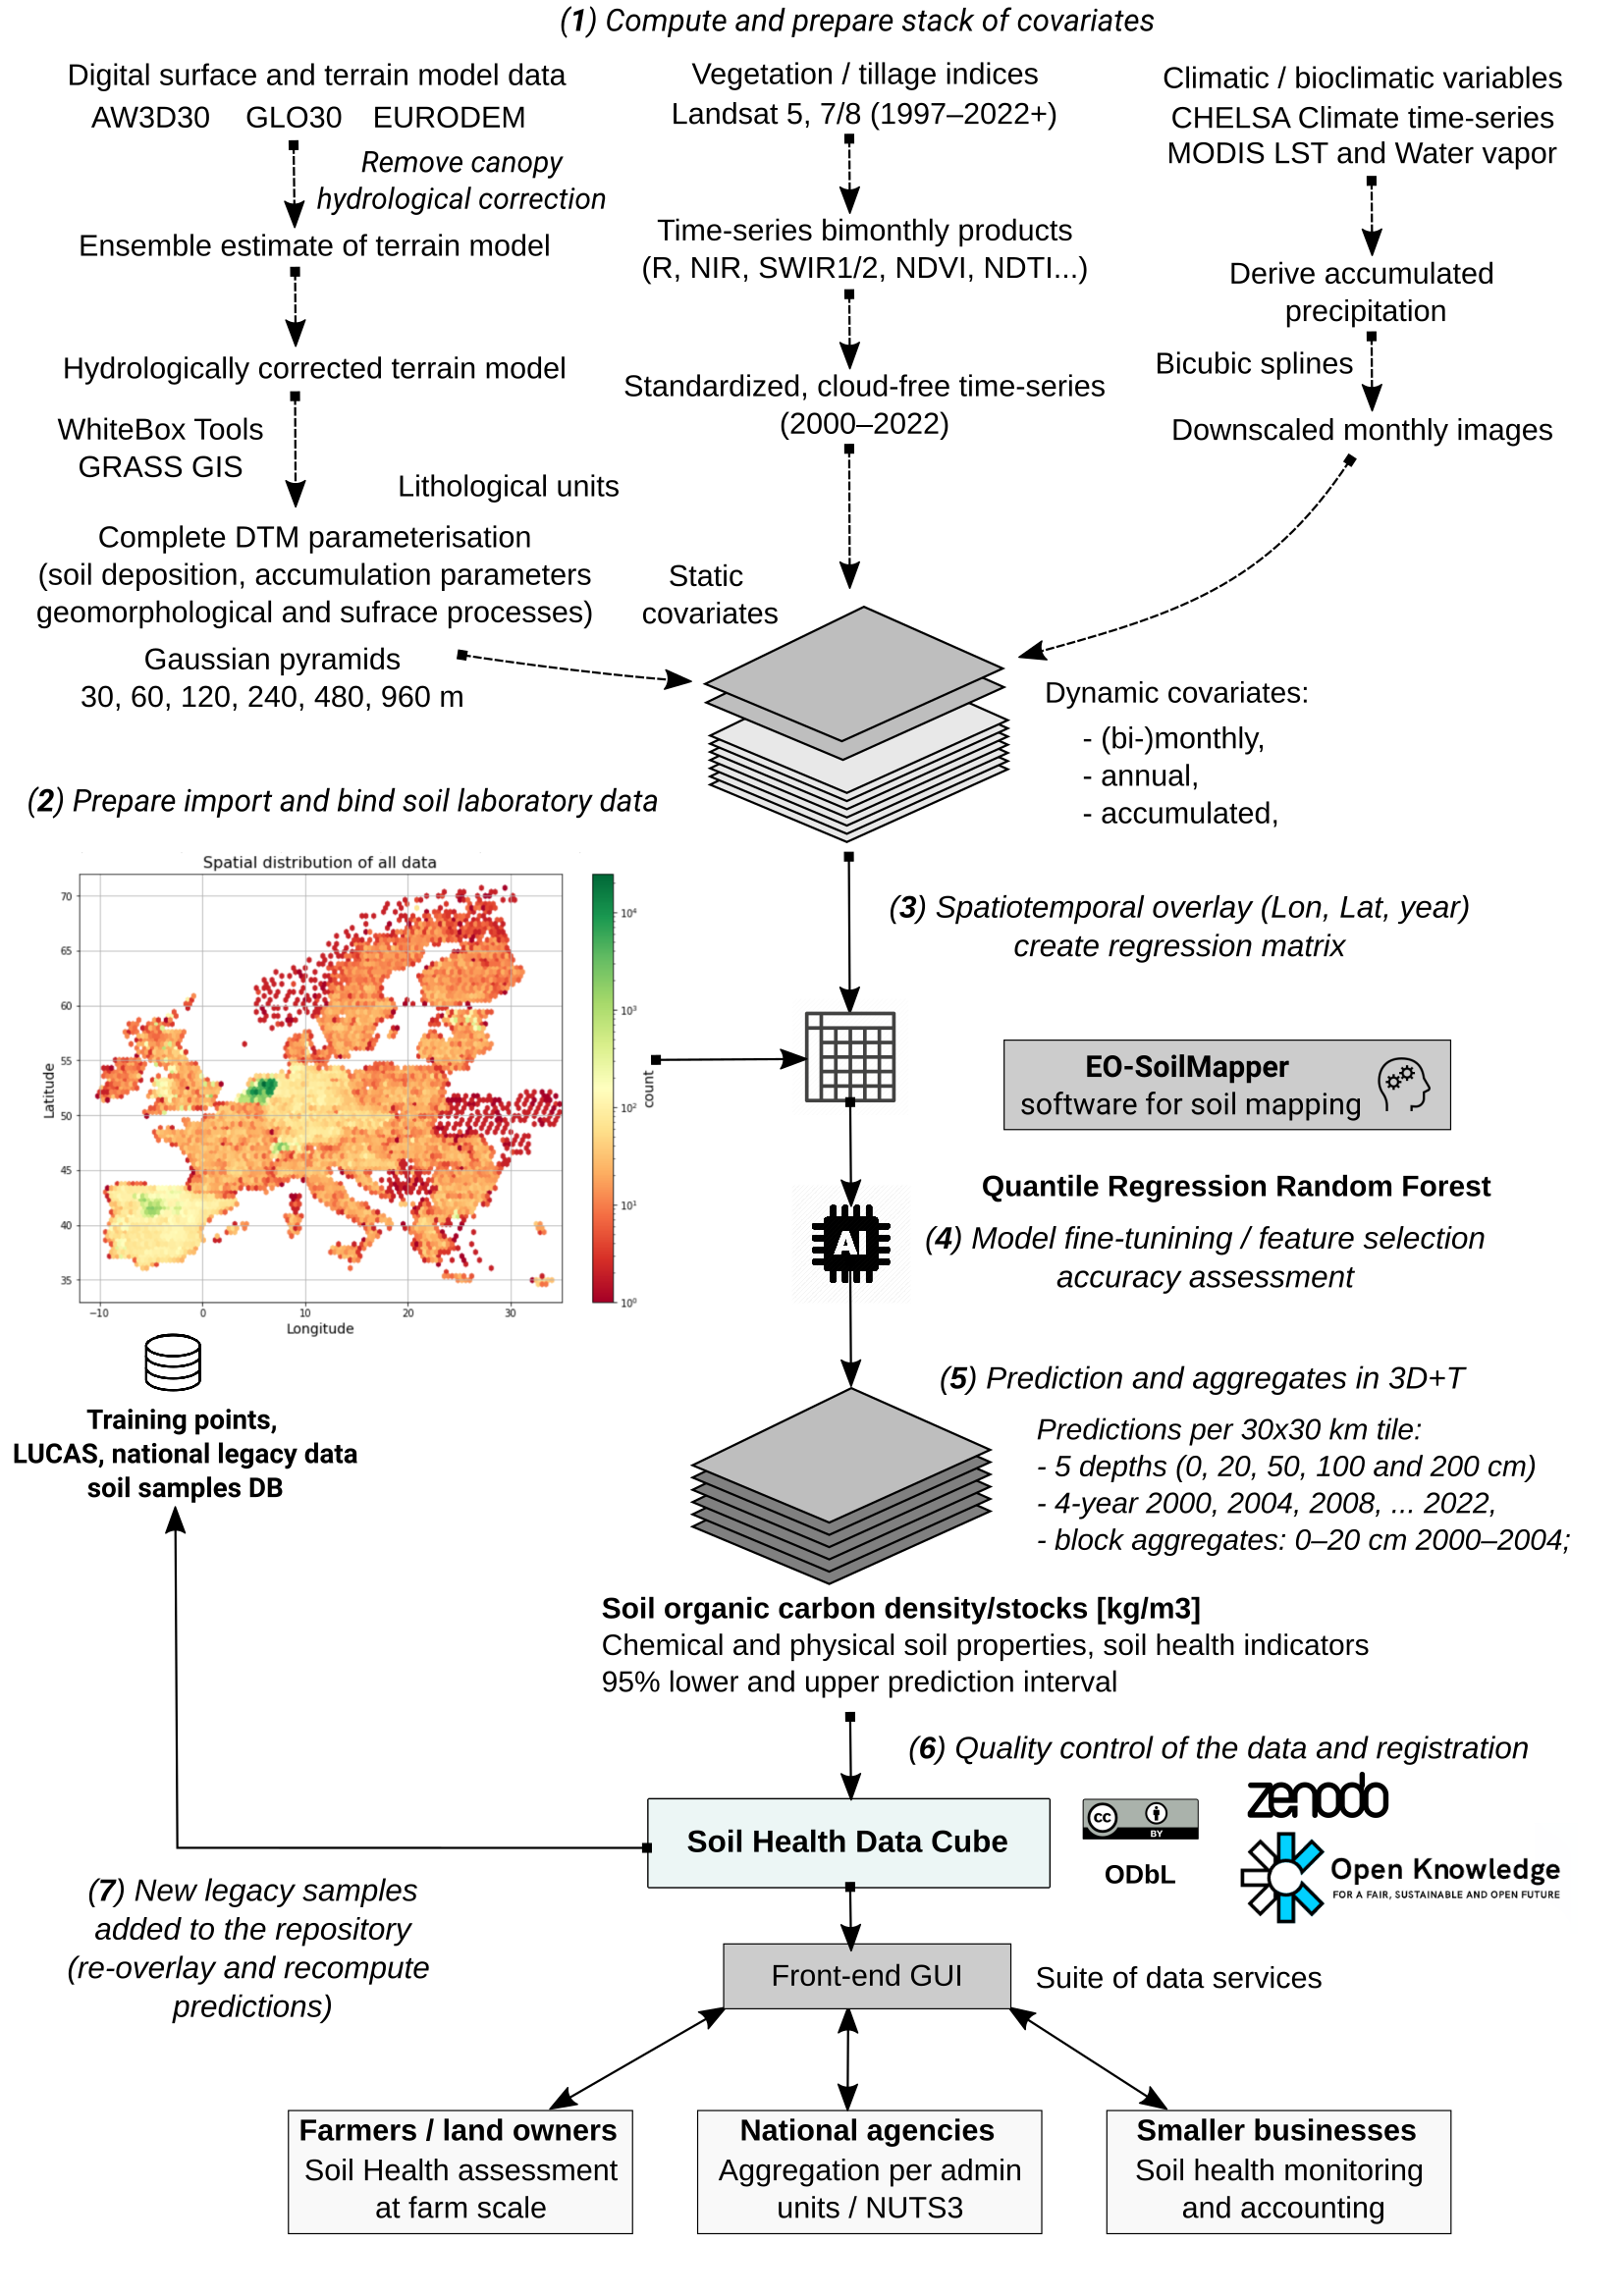 (1) Compute and prepare stack of covariates
Digital surface and terrain model data
AW3D30 GLO30 EURODEM
Remove canopy
hydrological correction
Ensemble estimate of terrain model
Hydrologically corrected terrain model
WhiteBox Tools
GRASS GIS
Lithological units
Complete DTM parameterisation
(soil deposition, accumulation parameters
geomorphological and sufrace processes)
Gaussian pyramids
30, 60, 120, 240, 480, 960 m
Vegetation / tillage indices
Landsat 5, 7/8 (1997–2022+)
Time-series bimonthly products
(R, NIR, SWIR1/2, NDVI, NDTI...)
Standardized, cloud-free time-series
(2000–2022)
Static
covariates
Climatic / bioclimatic variables
CHELSA Climate time-series
MODIS LST and Water vapor
Derive accumulated
precipitation
Bicubic splines
Downscaled monthly images
Dynamic covariates:
- (bi-)monthly,
- annual,
- accumulated,
(2) Prepare import and bind soil laboratory data
Spatial distribution of all data
70
65
60
55
50
45
40
35
Latitude
−10 0 10 20 30
Longitude
10⁴
10³
10²
10¹
10⁰
count
Training points,
LUCAS, national legacy data
soil samples DB
(3) Spatiotemporal overlay (Lon, Lat, year)
create regression matrix
EO-SoilMapper
software for soil mapping
Quantile Regression Random Forest
AI
(4) Model fine-tunining / feature selection
accuracy assessment
(5) Prediction and aggregates in 3D+T
Predictions per 30x30 km tile:
- 5 depths (0, 20, 50, 100 and 200 cm)
- 4-year 2000, 2004, 2008, ... 2022,
- block aggregates: 0–20 cm 2000–2004;
Soil organic carbon density/stocks [kg/m3]
Chemical and physical soil properties, soil health indicators
95% lower and upper prediction interval
(6) Quality control of the data and registration
Soil Health Data Cube
cc
BY
ODbL
zenodo
Open Knowledge
FOR A FAIR, SUSTAINABLE AND OPEN FUTURE
(7) New legacy samples
added to the repository
(re-overlay and recompute
predictions)
Front-end GUI
Suite of data services
Farmers / land owners
Soil Health assessment
at farm scale
National agencies
Aggregation per admin
units / NUTS3
Smaller businesses
Soil health monitoring
and accounting